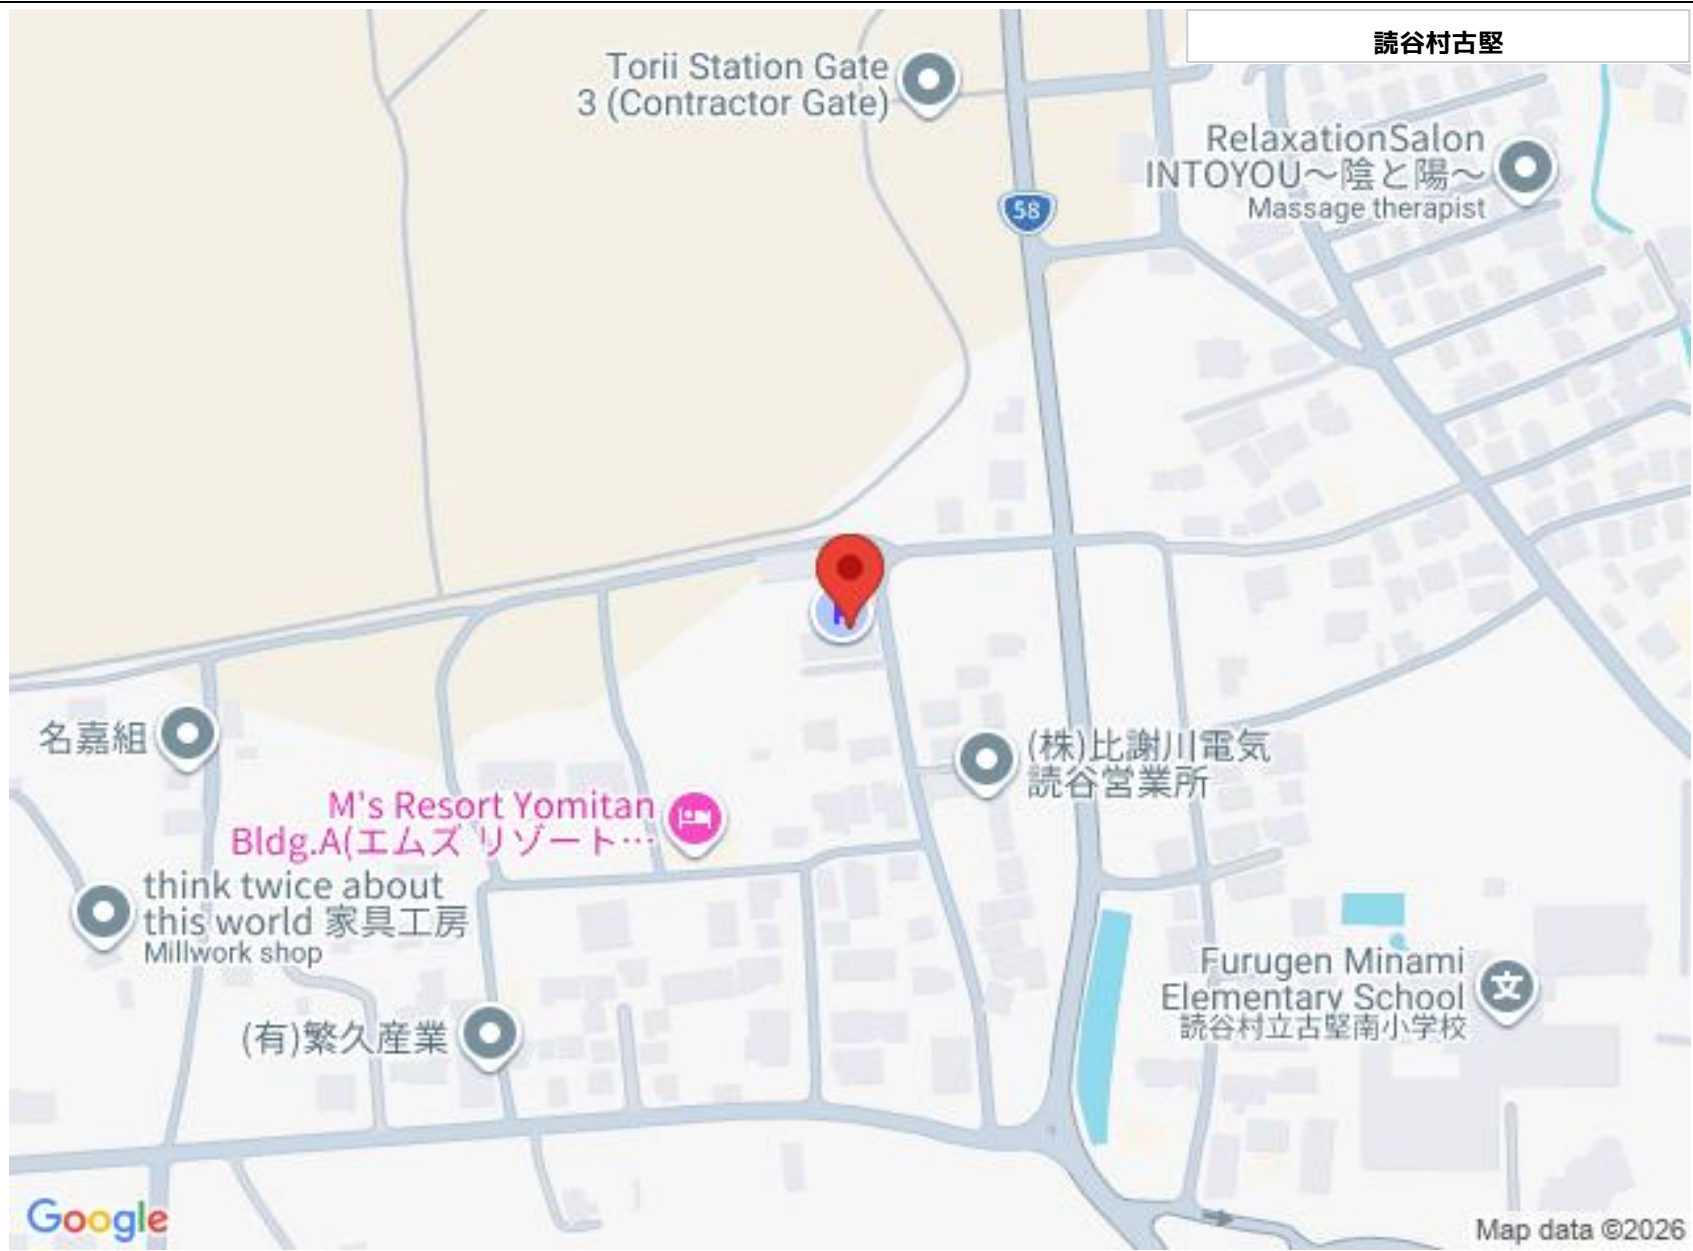 読谷村古堅
Torii Station Gate
3 (Contractor Gate)
RelaxationSalon
INTOYOU～陰と陽～
Massage therapist
58
名嘉組
(株)比謝川電気
読谷営業所
M's Resort Yomitan
Bldg.A(エムズ リゾート…
think twice about
this world 家具工房
Millwork shop
Furugen Minami
Elementary School
読谷村立古堅南小学校
文
(有)繁久産業
Google
Map data ©2026